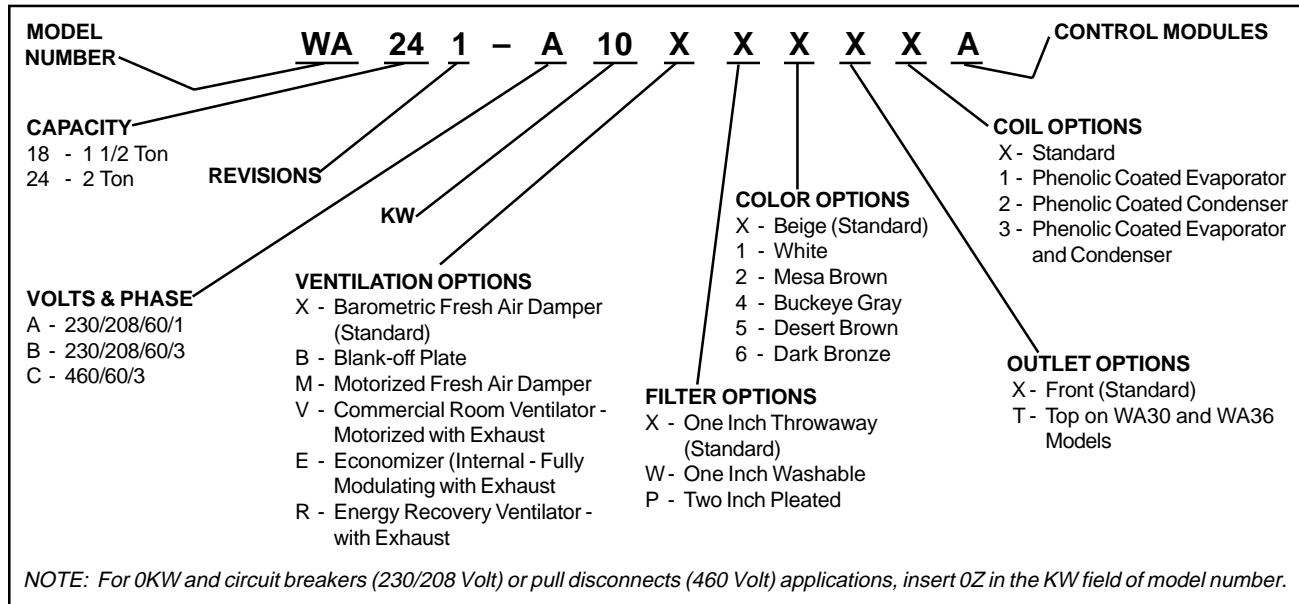 MODEL
NUMBER
WA 24 1 – A 10 X X X X X A
CONTROL MODULES
CAPACITY
18 - 1 1/2 Ton
24 - 2 Ton
REVISIONS
KW
COIL OPTIONS
X - Standard
1 - Phenolic Coated Evaporator
2 - Phenolic Coated Condenser
3 - Phenolic Coated Evaporator
and Condenser
COLOR OPTIONS
X - Beige (Standard)
1 - White
2 - Mesa Brown
4 - Buckeye Gray
5 - Desert Brown
6 - Dark Bronze
VOLTS & PHASE
A - 230/208/60/1
B - 230/208/60/3
C - 460/60/3
VENTILATION OPTIONS
X - Barometric Fresh Air Damper
(Standard)
B - Blank-off Plate
M - Motorized Fresh Air Damper
V - Commercial Room Ventilator -
Motorized with Exhaust
E - Economizer (Internal - Fully
Modulating with Exhaust
R - Energy Recovery Ventilator -
with Exhaust
FILTER OPTIONS
X - One Inch Throwaway
(Standard)
W - One Inch Washable
P - Two Inch Pleated
OUTLET OPTIONS
X - Front (Standard)
T - Top on WA30 and WA36
Models
NOTE: For 0KW and circuit breakers (230/208 Volt) or pull disconnects (460 Volt) applications, insert 0Z in the KW field of model number.